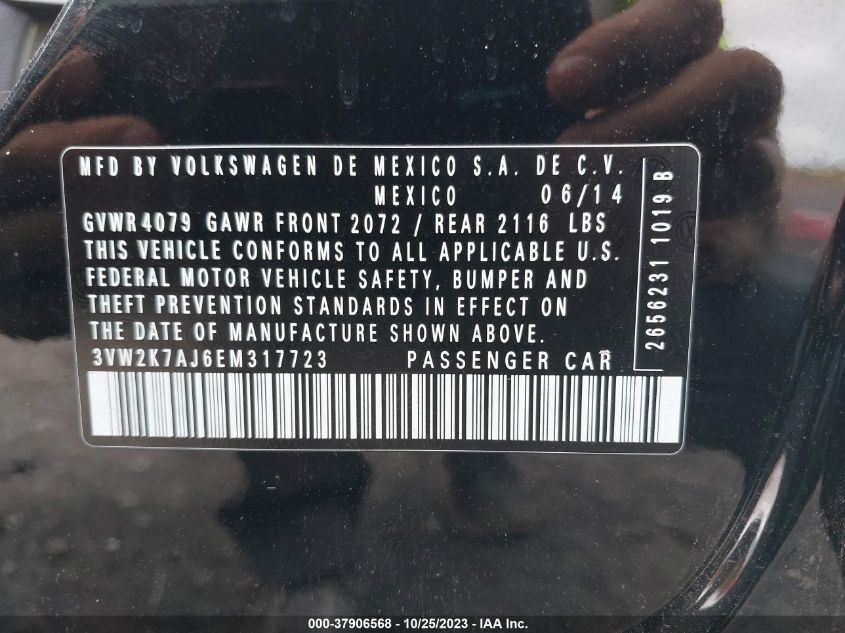 MFD BY VOLKSWAGEN DE MEXICO S.A. DE C.V.
MEXICO 06/14
GVWR 4079 GAWR FRONT 2072 / REAR 2116 LBS
THIS VEHICLE CONFORMS TO ALL APPLICABLE U.S.
FEDERAL MOTOR VEHICLE SAFETY, BUMPER AND
THEFT PREVENTION STANDARDS IN EFFECT ON
THE DATE OF MANUFACTURE SHOWN ABOVE.
3VW2K7AJ6EM317723 PASSENGER CAR
2656231 1019 B
000-37906568 - 10/25/2023 - IAA Inc.